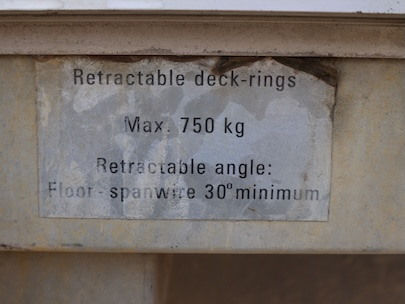 Retractable deck-rings
Max. 750 kg
Retractable angle:
Floor - spanwire 30° minimum